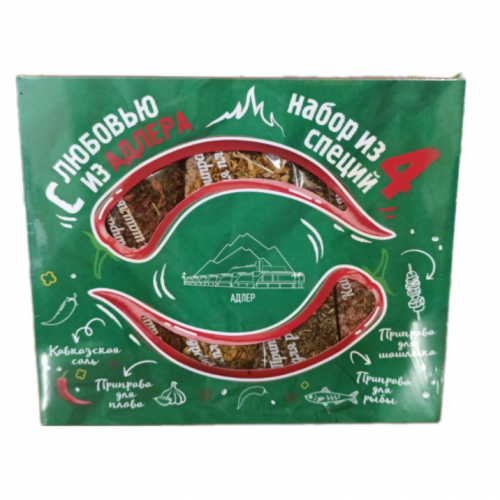 С ЛЮБОВЬЮ
ИЗ АДЛЕРА
набор из
специй
4
АДЛЕР
Кавказская
соль
Приправа
для
плова
Приправа
для
шашлыка
Приправа
для
рыбы